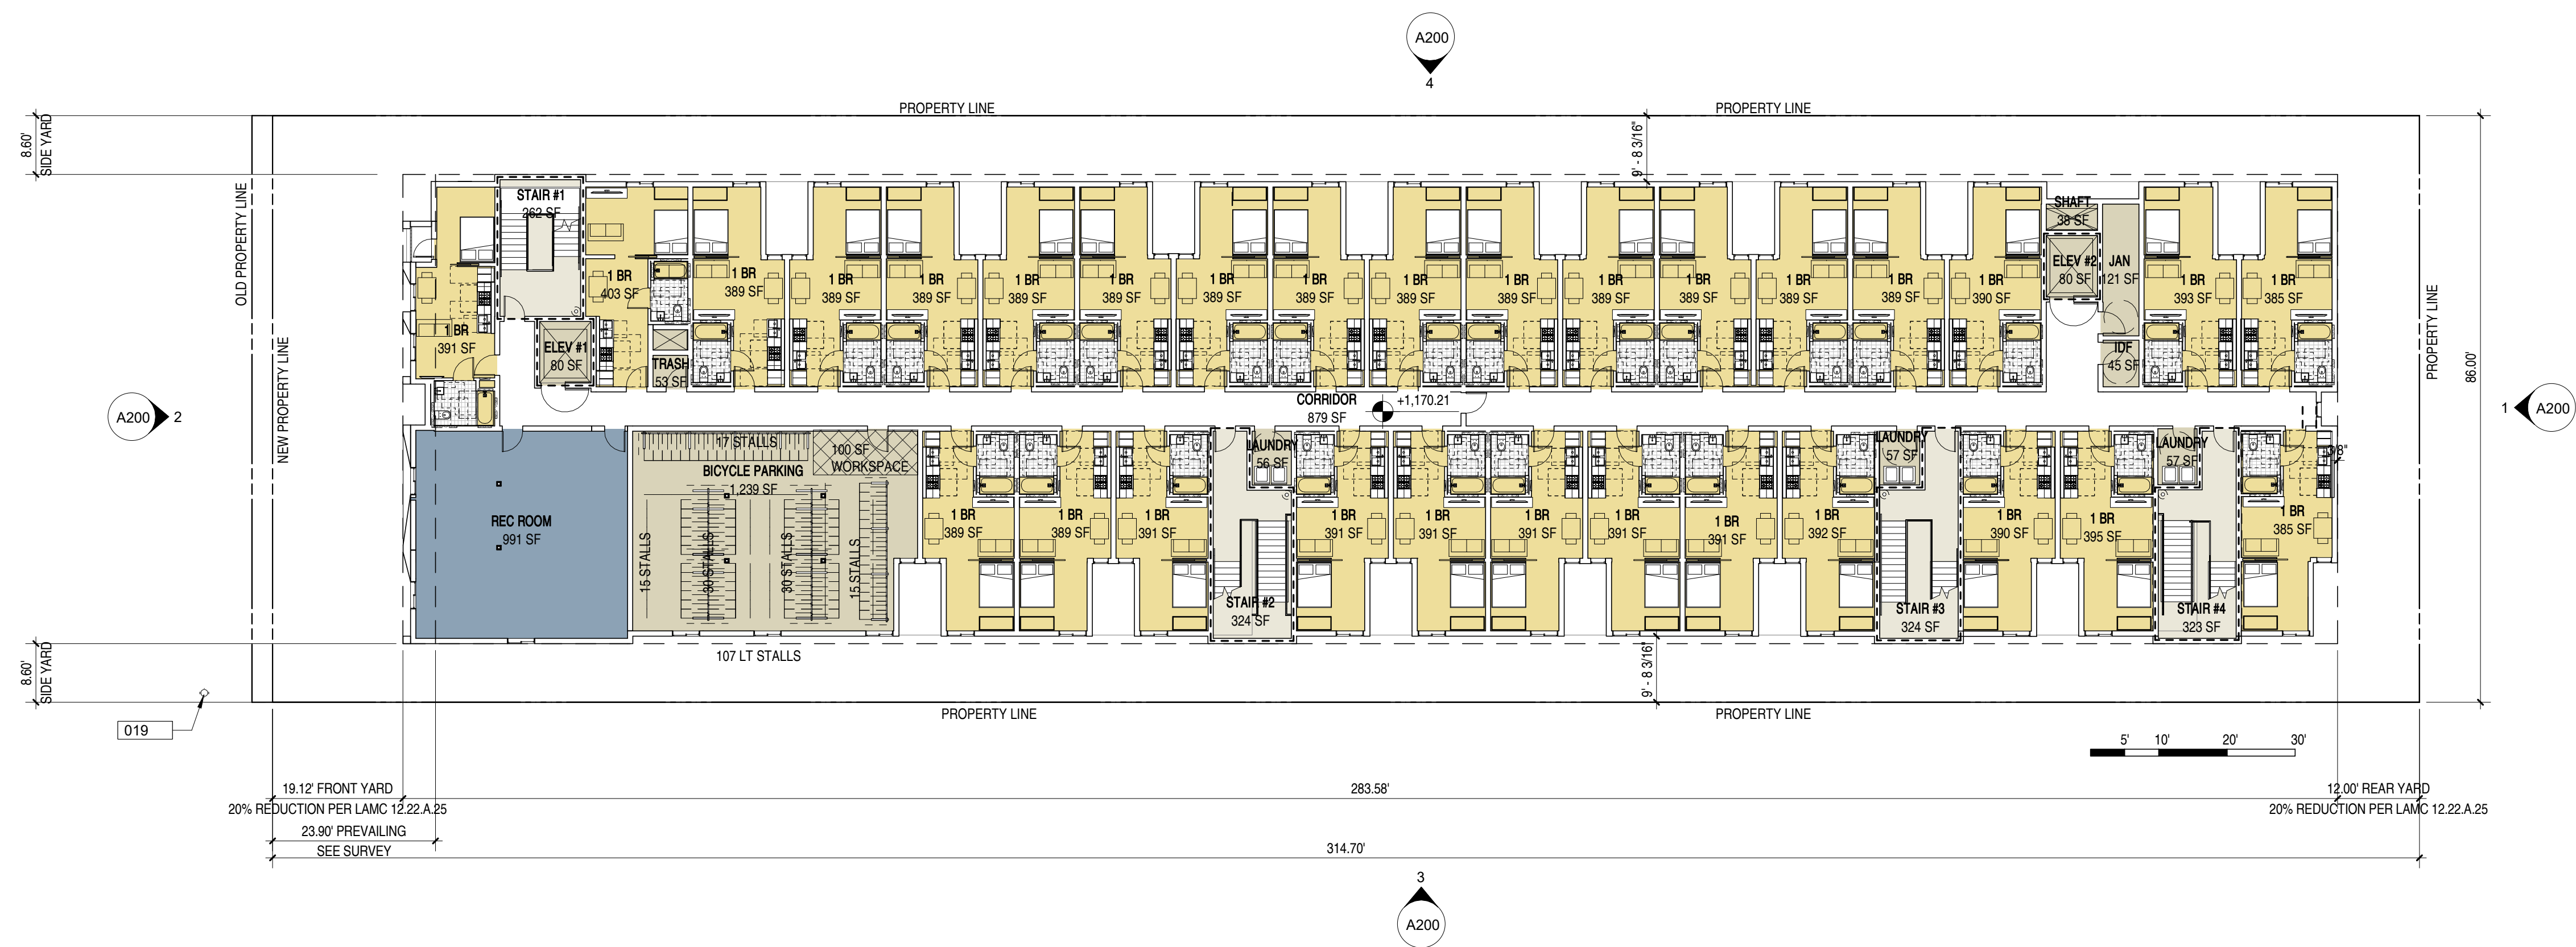 A200
4
PROPERTY LINE
PROPERTY LINE
8.60'
SIDE YARD
9' - 8 3/16"
OLD PROPERTY LINE
NEW PROPERTY LINE
STAIR #1
262 SF
SHAFT
38 SF
1 BR
403 SF
1 BR
389 SF
1 BR
389 SF
1 BR
389 SF
1 BR
389 SF
1 BR
389 SF
1 BR
389 SF
1 BR
389 SF
1 BR
389 SF
1 BR
389 SF
1 BR
389 SF
1 BR
389 SF
1 BR
389 SF
1 BR
389 SF
1 BR
390 SF
ELEV #2
80 SF
JAN
121 SF
1 BR
393 SF
1 BR
385 SF
1 BR
391 SF
ELEV #1
80 SF
TRASH
53 SF
IDF
45 SF
PROPERTY LINE
86.00'
A200
2
CORRIDOR
879 SF
+1,170.21
1
A200
17 STALLS
100 SF
WORKSPACE
BICYCLE PARKING
1,239 SF
REC ROOM
991 SF
15 STALLS
30 STALLS
30 STALLS
15 STALLS
LAUNDRY
56 SF
LAUNDRY
57 SF
LAUNDRY
57 SF
1 BR
389 SF
1 BR
389 SF
1 BR
391 SF
1 BR
391 SF
1 BR
391 SF
1 BR
391 SF
1 BR
391 SF
1 BR
391 SF
1 BR
392 SF
1 BR
390 SF
1 BR
395 SF
1 BR
385 SF
STAIR #2
324 SF
STAIR #3
324 SF
STAIR #4
323 SF
107 LT STALLS
8.60'
SIDE YARD
9' - 8 3/16"
019
PROPERTY LINE
PROPERTY LINE
5' 10' 20' 30'
19.12' FRONT YARD
20% REDUCTION PER LAMC 12.22.A.25
283.58'
12.00' REAR YARD
20% REDUCTION PER LAMC 12.22.A.25
23.90' PREVAILING
SEE SURVEY
314.70'
3
A200